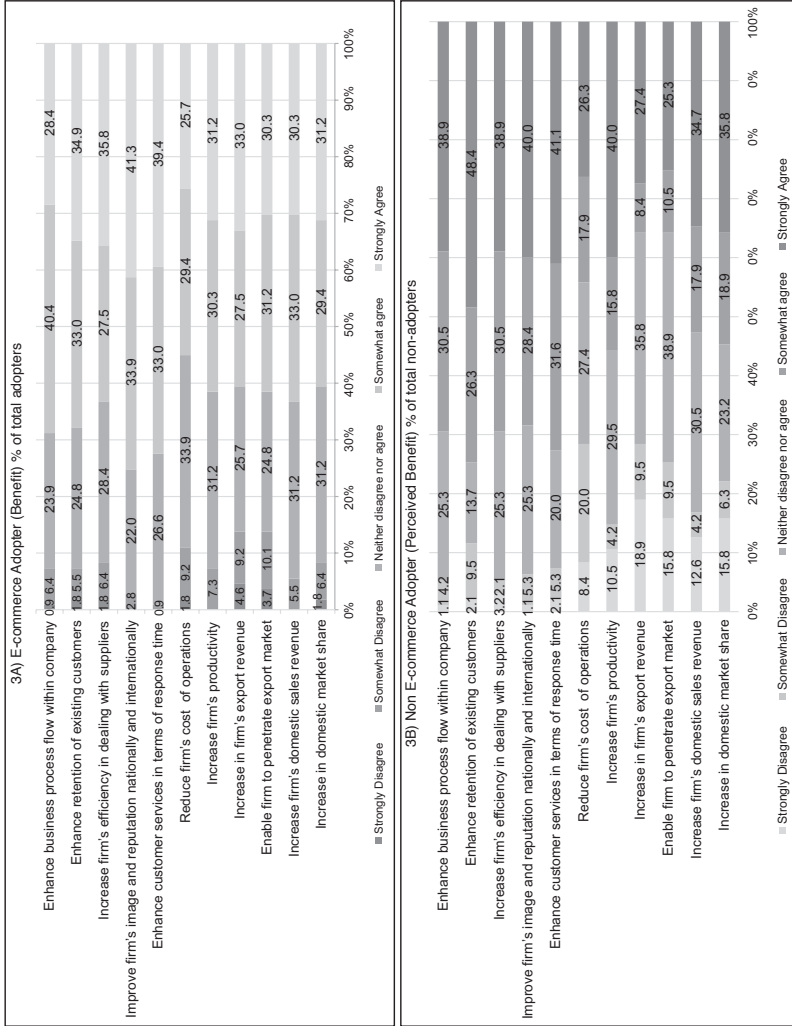 3A) E-commerce Adopter (Benefit) % of total adopters
Enhance business process flow within company 0.9 6.4 23.9 40.4 28.4
Enhance retention of existing customers 1.8 5.5 24.8 33.0 34.9
Increase firm's efficiency in dealing with suppliers 1.8 6.4 28.4 27.5 35.8
Improve firm's image and reputation nationally and internationally 2.8 22.0 33.9 41.3
Enhance customer services in terms of response time 0.9 26.6 33.0 39.4
Reduce firm's cost of operations 1.8 9.2 33.9 29.4 25.7
Increase firm's productivity 7.3 31.2 30.3 31.2
Increase in firm's export revenue 4.6 9.2 25.7 27.5 33.0
Enable firm to penetrate export market 3.7 10.1 24.8 31.2 30.3
Increase firm's domestic sales revenue 5.5 31.2 33.0 30.3
Increase in domestic market share 1.8 6.4 31.2 29.4 31.2
0% 10% 20% 30% 40% 50% 60% 70% 80% 90% 100%
Strongly Disagree Somewhat Disagree Neither disagree nor agree Somewhat agree Strongly Agree
3B) Non E-commerce Adopter (Perceived Benefit) % of total non-adopters
Enhance business process flow within company 1.1 4.2 25.3 30.5 38.9
Enhance retention of existing customers 2.1 9.5 13.7 26.3 48.4
Increase firm's efficiency in dealing with suppliers 3.2 2.1 25.3 30.5 38.9
Improve firm's image and reputation nationally and internationally 1.1 5.3 25.3 28.4 40.0
Enhance customer services in terms of response time 2.1 5.3 20.0 31.6 41.1
Reduce firm's cost of operations 8.4 20.0 27.4 17.9 26.3
Increase firm's productivity 10.5 4.2 29.5 15.8 40.0
Increase in firm's export revenue 18.9 9.5 35.8 8.4 27.4
Enable firm to penetrate export market 15.8 9.5 38.9 10.5 25.3
Increase firm's domestic sales revenue 12.6 4.2 30.5 17.9 34.7
Increase in domestic market share 15.8 6.3 23.2 18.9 35.8
0% 10% 20% 30% 40% 0% 0% 0% 0% 0% 100%
Strongly Disagree Somewhat Disagree Neither disagree nor agree Somewhat agree Strongly Agree